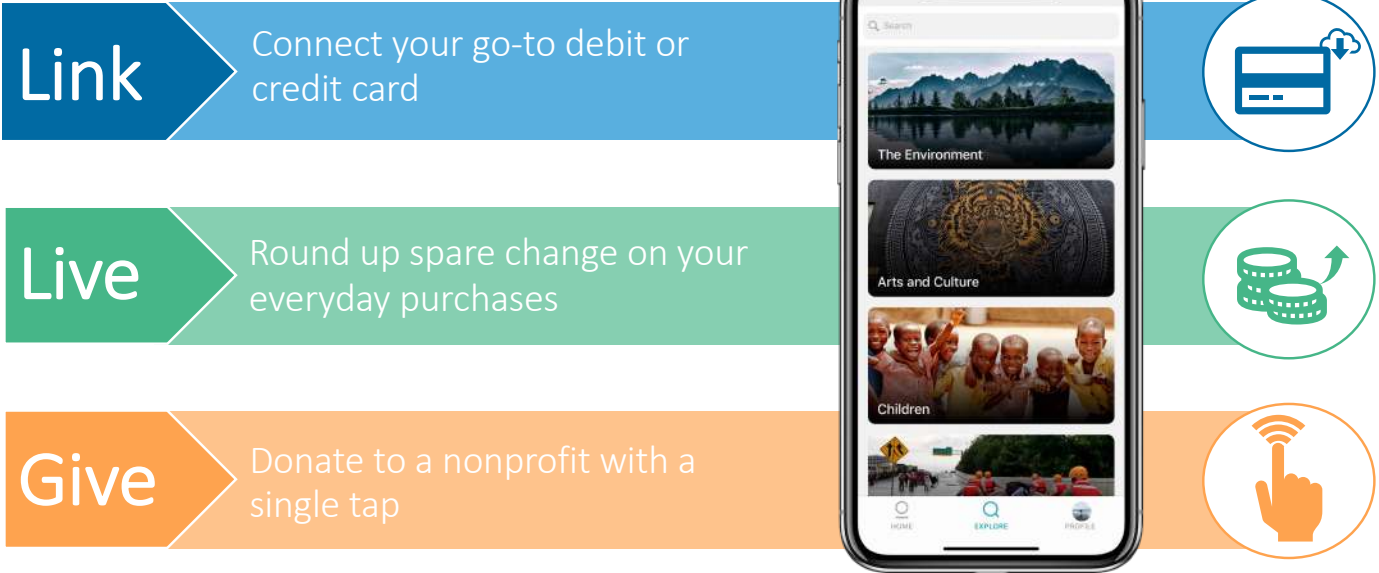 Link
Connect your go-to debit or
credit card
Live
Round up spare change on your
everyday purchases
Give
Donate to a nonprofit with a
single tap
Search
The Environment
Arts and Culture
Children
HOME
EXPLORE
PROFILE